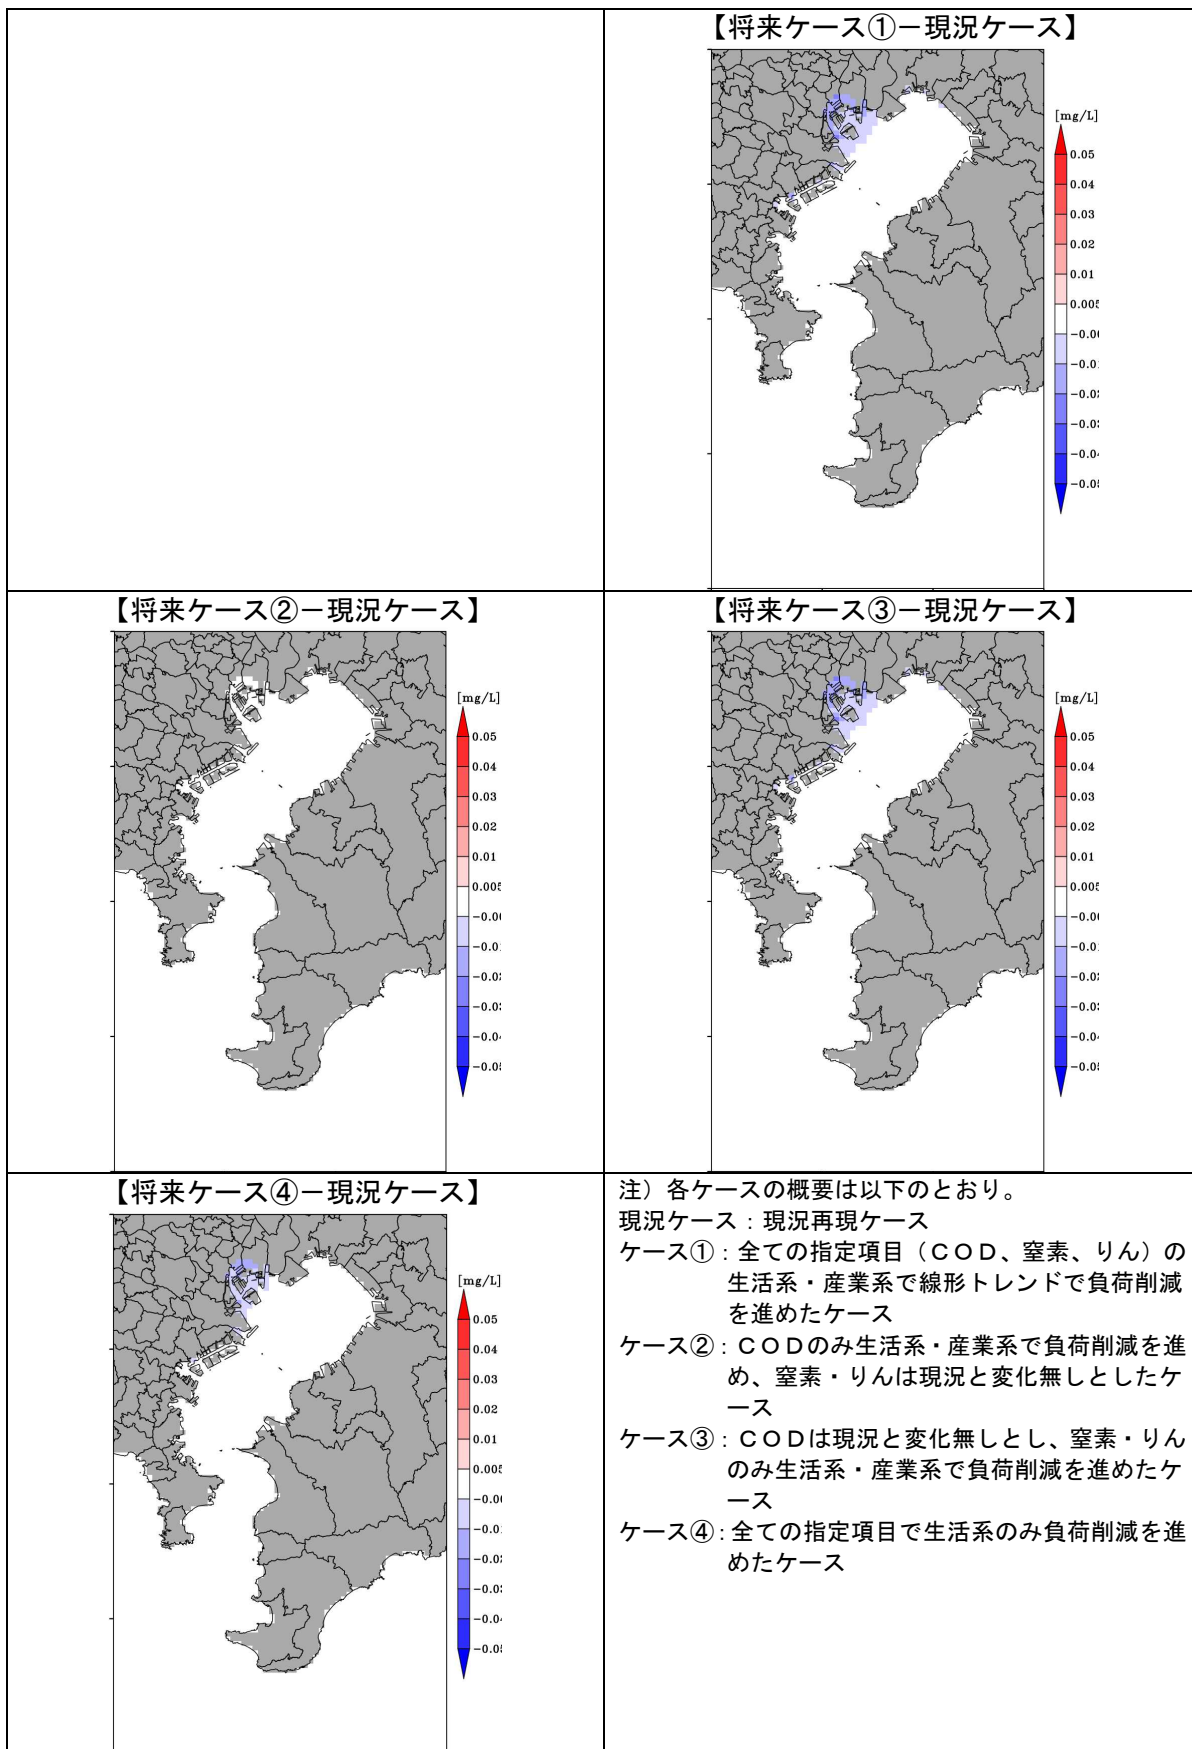 【将来ケース①－現況ケース】
[mg/L]
0.05
0.04
0.03
0.02
0.01
0.005
【将来ケース②－現況ケース】
[mg/L]
0.05
0.04
0.03
0.02
0.01
0.005
【将来ケース③－現況ケース】
[mg/L]
0.05
0.04
0.03
0.02
0.01
0.005
【将来ケース④－現況ケース】
[mg/L]
0.05
0.04
0.03
0.02
0.01
0.005
注）各ケースの概要は以下のとおり。
現況ケース：現況再現ケース
ケース①：全ての指定項目（ＣＯＤ、窒素、りん）の
生活系・産業系で線形トレンドで負荷削減
を進めたケース
ケース②：ＣＯＤのみ生活系・産業系で負荷削減を進
め、窒素・りんは現況と変化無しとしたケ
ース
ケース③：ＣＯＤは現況と変化無しとし、窒素・りん
のみ生活系・産業系で負荷削減を進めたケ
ース
ケース④：全ての指定項目で生活系のみ負荷削減を進
めたケース